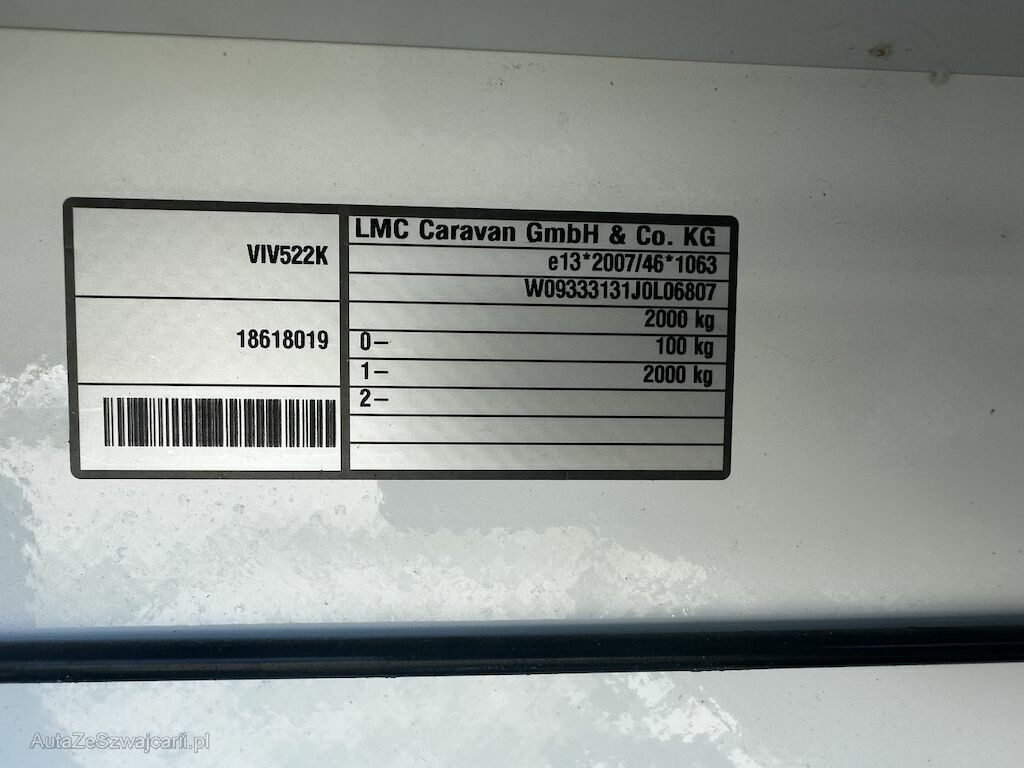 VIV522K
18618019
LMC Caravan GmbH & Co. KG
e13*2007/46*1063
W09333131J0L06807
2000 kg
0– 100 kg
1– 2000 kg
2–
AutaZeSzwajcarii.pl